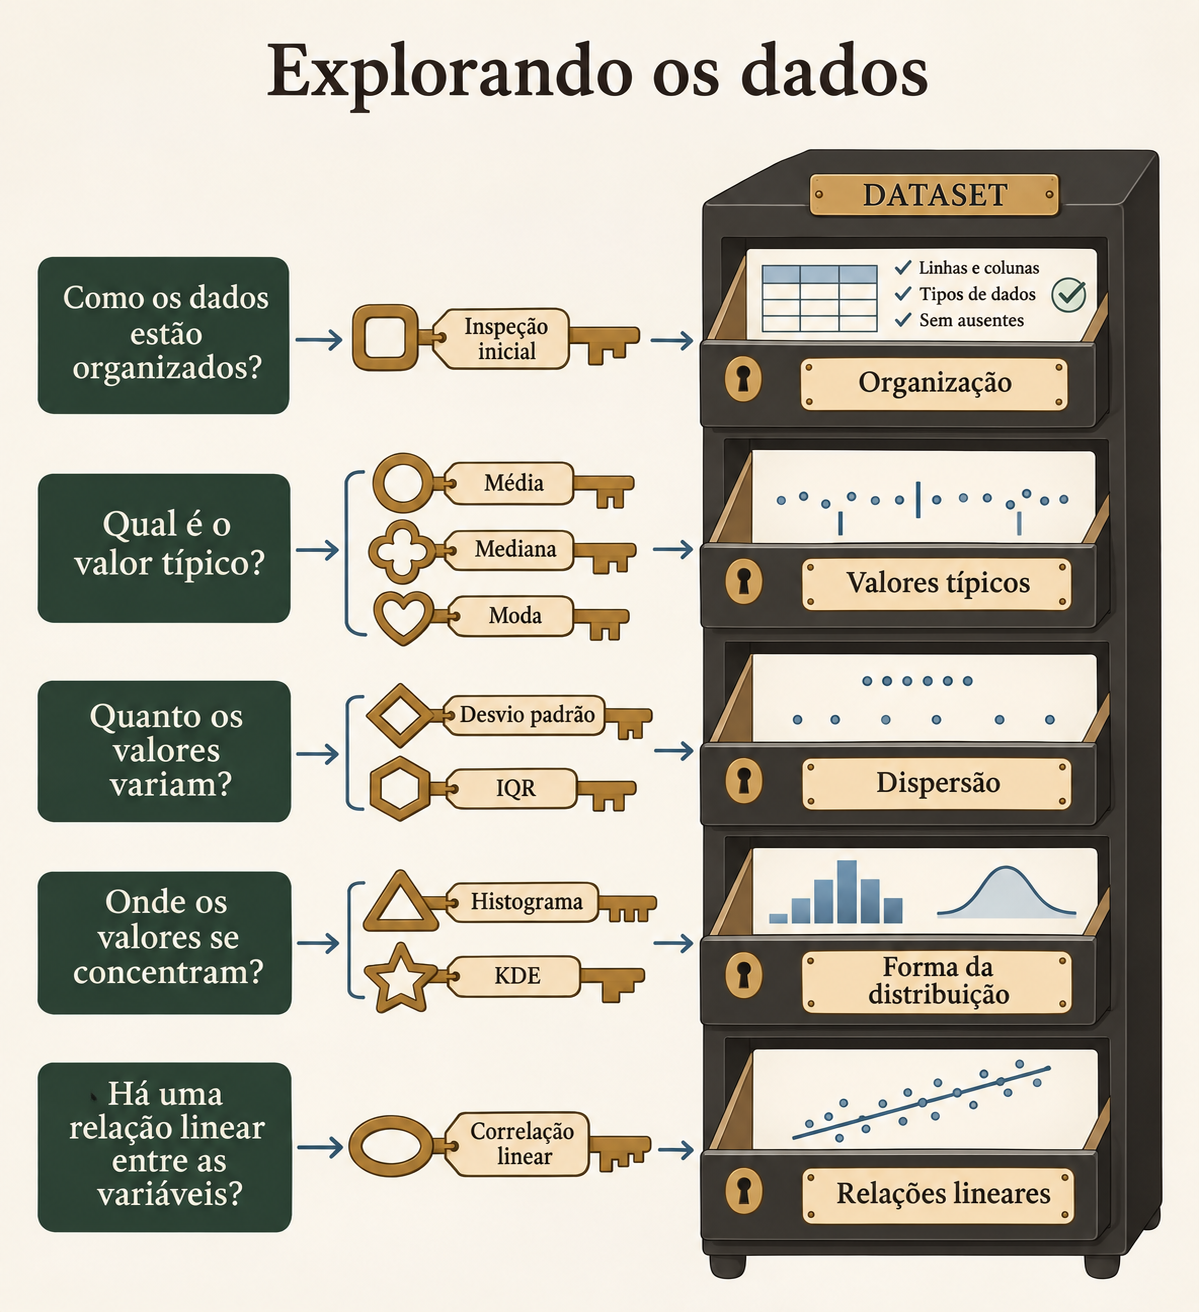 Explorando os dados
DATASET
Como os dados
estão
organizados?
Inspeção
inicial
Linhas e colunas
Tipos de dados
Sem ausentes
Organização
Qual é o
valor típico?
Média
Mediana
Moda
Valores típicos
Quanto os
valores
variam?
Desvio padrão
IQR
Dispersão
Onde os
valores se
concentram?
Histograma
KDE
Forma da
distribuição
Há uma
relação linear
entre as
variáveis?
Correlação
linear
Relações lineares